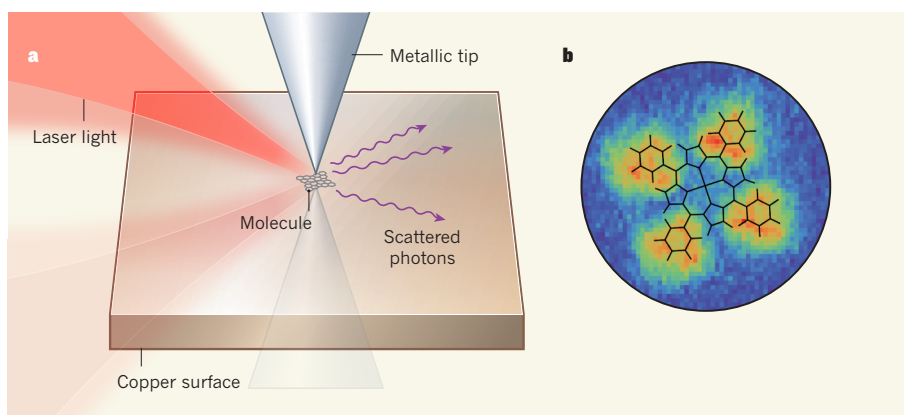 a
Metallic tip
b
Laser light
Molecule
Scattered
photons
Copper surface